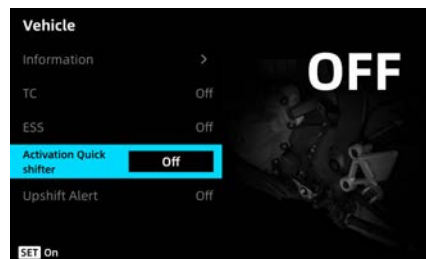 Vehicle
Information >
TC Off
ESS Off
Activation Quick
shifter Off
Upshift Alert Off
OFF
SET On